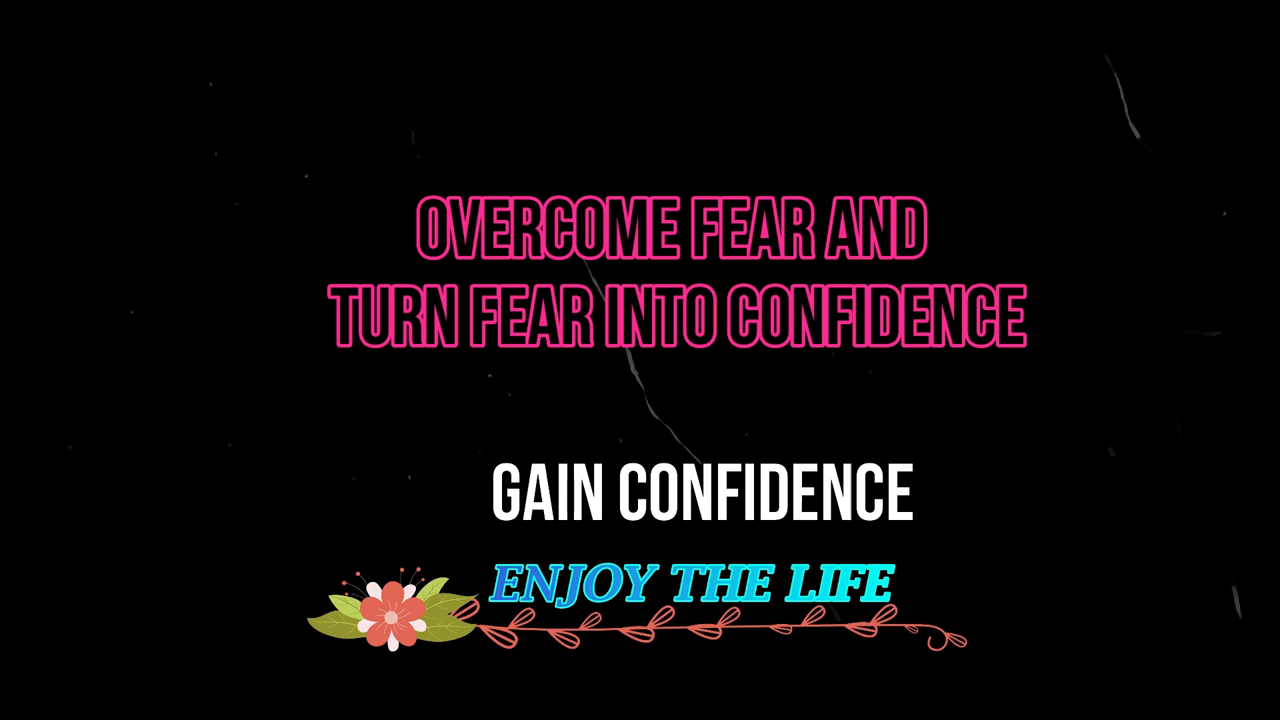 OVERCOME FEAR AND
TURN FEAR INTO CONFIDENCE
GAIN CONFIDENCE
ENJOY THE LIFE